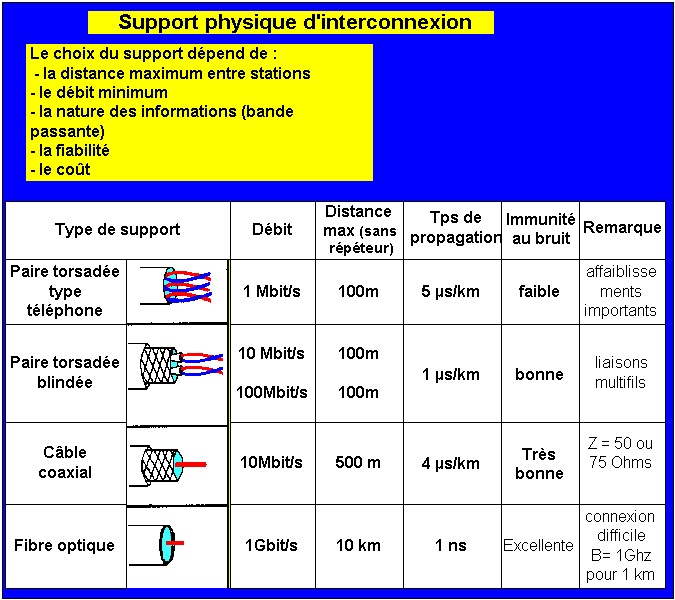 Support physique d'interconnexion
Le choix du support dépend de :
- la distance maximum entre stations
- le débit minimum
- la nature des informations (bande
passante)
- la fiabilité
- le coût
Type de support
Débit
Distance
max (sans
répéteur)
Tps de
propagation
Immunité
au bruit
Remarque
Paire torsadée
type
téléphone
1 Mbit/s
100m
5 µs/km
faible
affaiblisse
ments
importants
Paire torsadée
blindée
10 Mbit/s
100Mbit/s
100m
100m
1 µs/km
bonne
liaisons
multifils
Câble
coaxial
10Mbit/s
500 m
4 µs/km
Très
bonne
Z = 50 ou
75 Ohms
Fibre optique
1Gbit/s
10 km
1 ns
Excellente
connexion
difficile
B= 1Ghz
pour 1 km